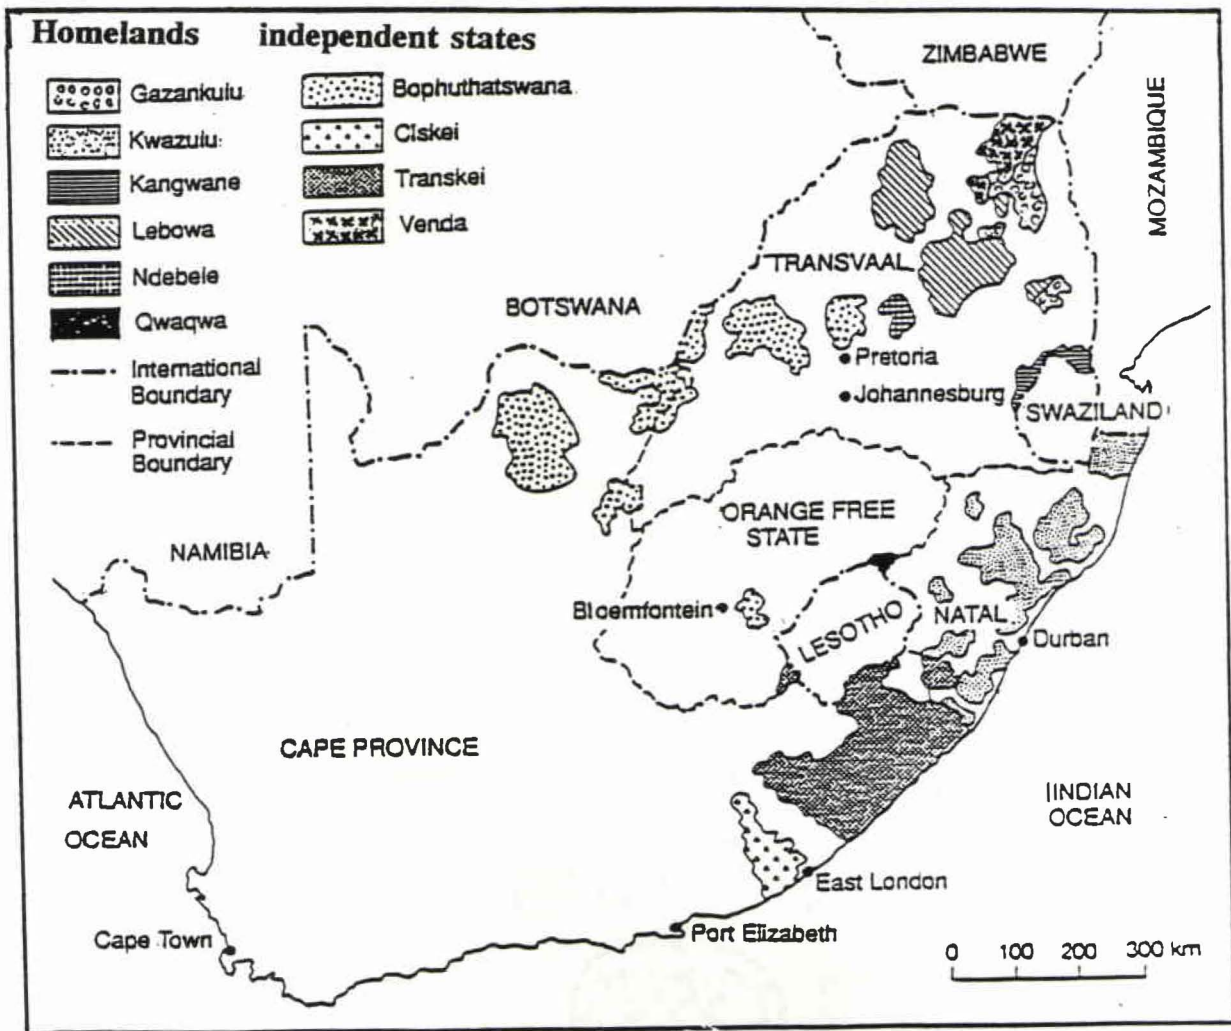 Homelands independent states
Gazankulu
Kwazulu
Kangwane
Lebowa
Ndebele
Qwaqwa
International
Boundary
Provincial
Boundary
Bophuthatswana
Ciskei
Transkei
Venda
ZIMBABWE
MOZAMBIQUE
TRANSVAAL
BOTSWANA
Pretoria
Johannesburg
SWAZILAND
ORANGE FREE
STATE
NAMIBIA
Bloemfontein
LESOTHO
NATAL
Durban
CAPE PROVINCE
ATLANTIC
OCEAN
IINDIAN
OCEAN
East London
Port Elizabeth
Cape Town
0 100 200 300 km